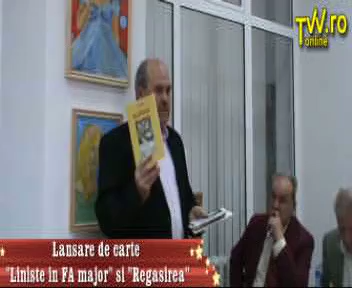 TW.ro
online
Lansare de carte
"Liniste in FA major" si "Regasirea"